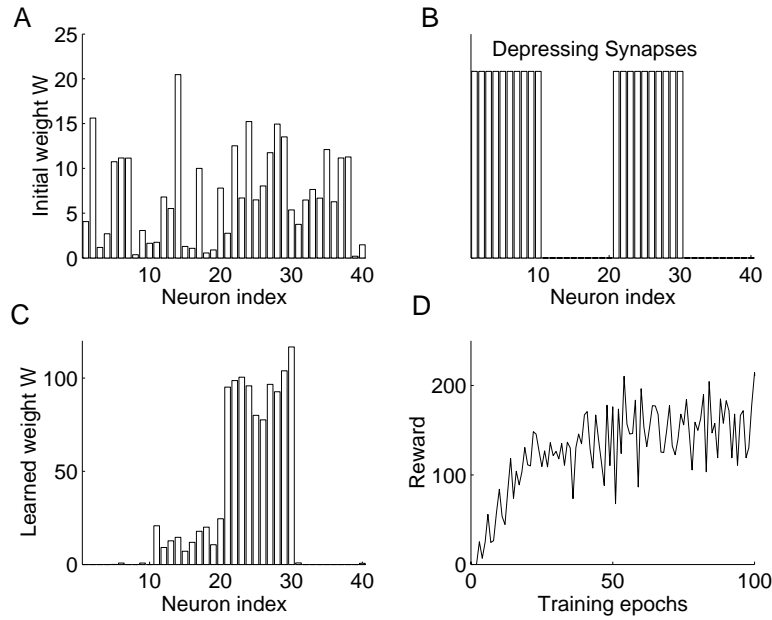 A
Initial weight W
25
20
15
10
5
0
10 20 30 40
Neuron index
B
Depressing Synapses
10 20 30 40
Neuron index
C
Learned weight W
100
50
0
10 20 30 40
Neuron index
D
Reward
200
100
0
0 50 100
Training epochs